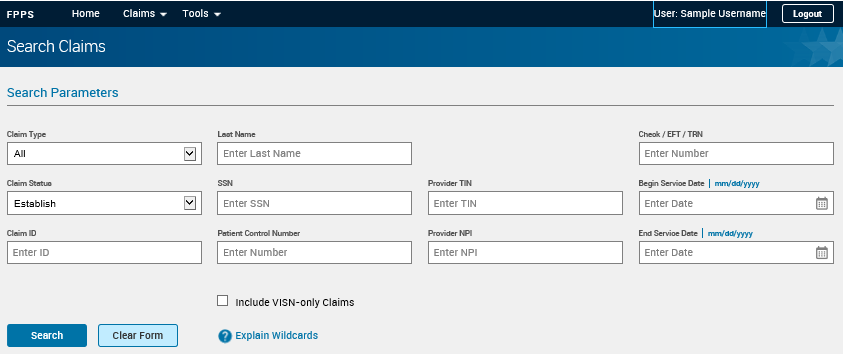 FPPS Home Claims Tools User: Sample Username Logout
Search Claims
Search Parameters
Claim Type Last Name Check / EFT / TRN
All Enter Last Name Enter Number
Claim Status SSN Provider TIN Begin Service Date | mm/dd/yyyy
Establish Enter SSN Enter TIN Enter Date
Claim ID Patient Control Number Provider NPI End Service Date | mm/dd/yyyy
Enter ID Enter Number Enter NPI Enter Date
Include VISN-only Claims
Search Clear Form ? Explain Wildcards